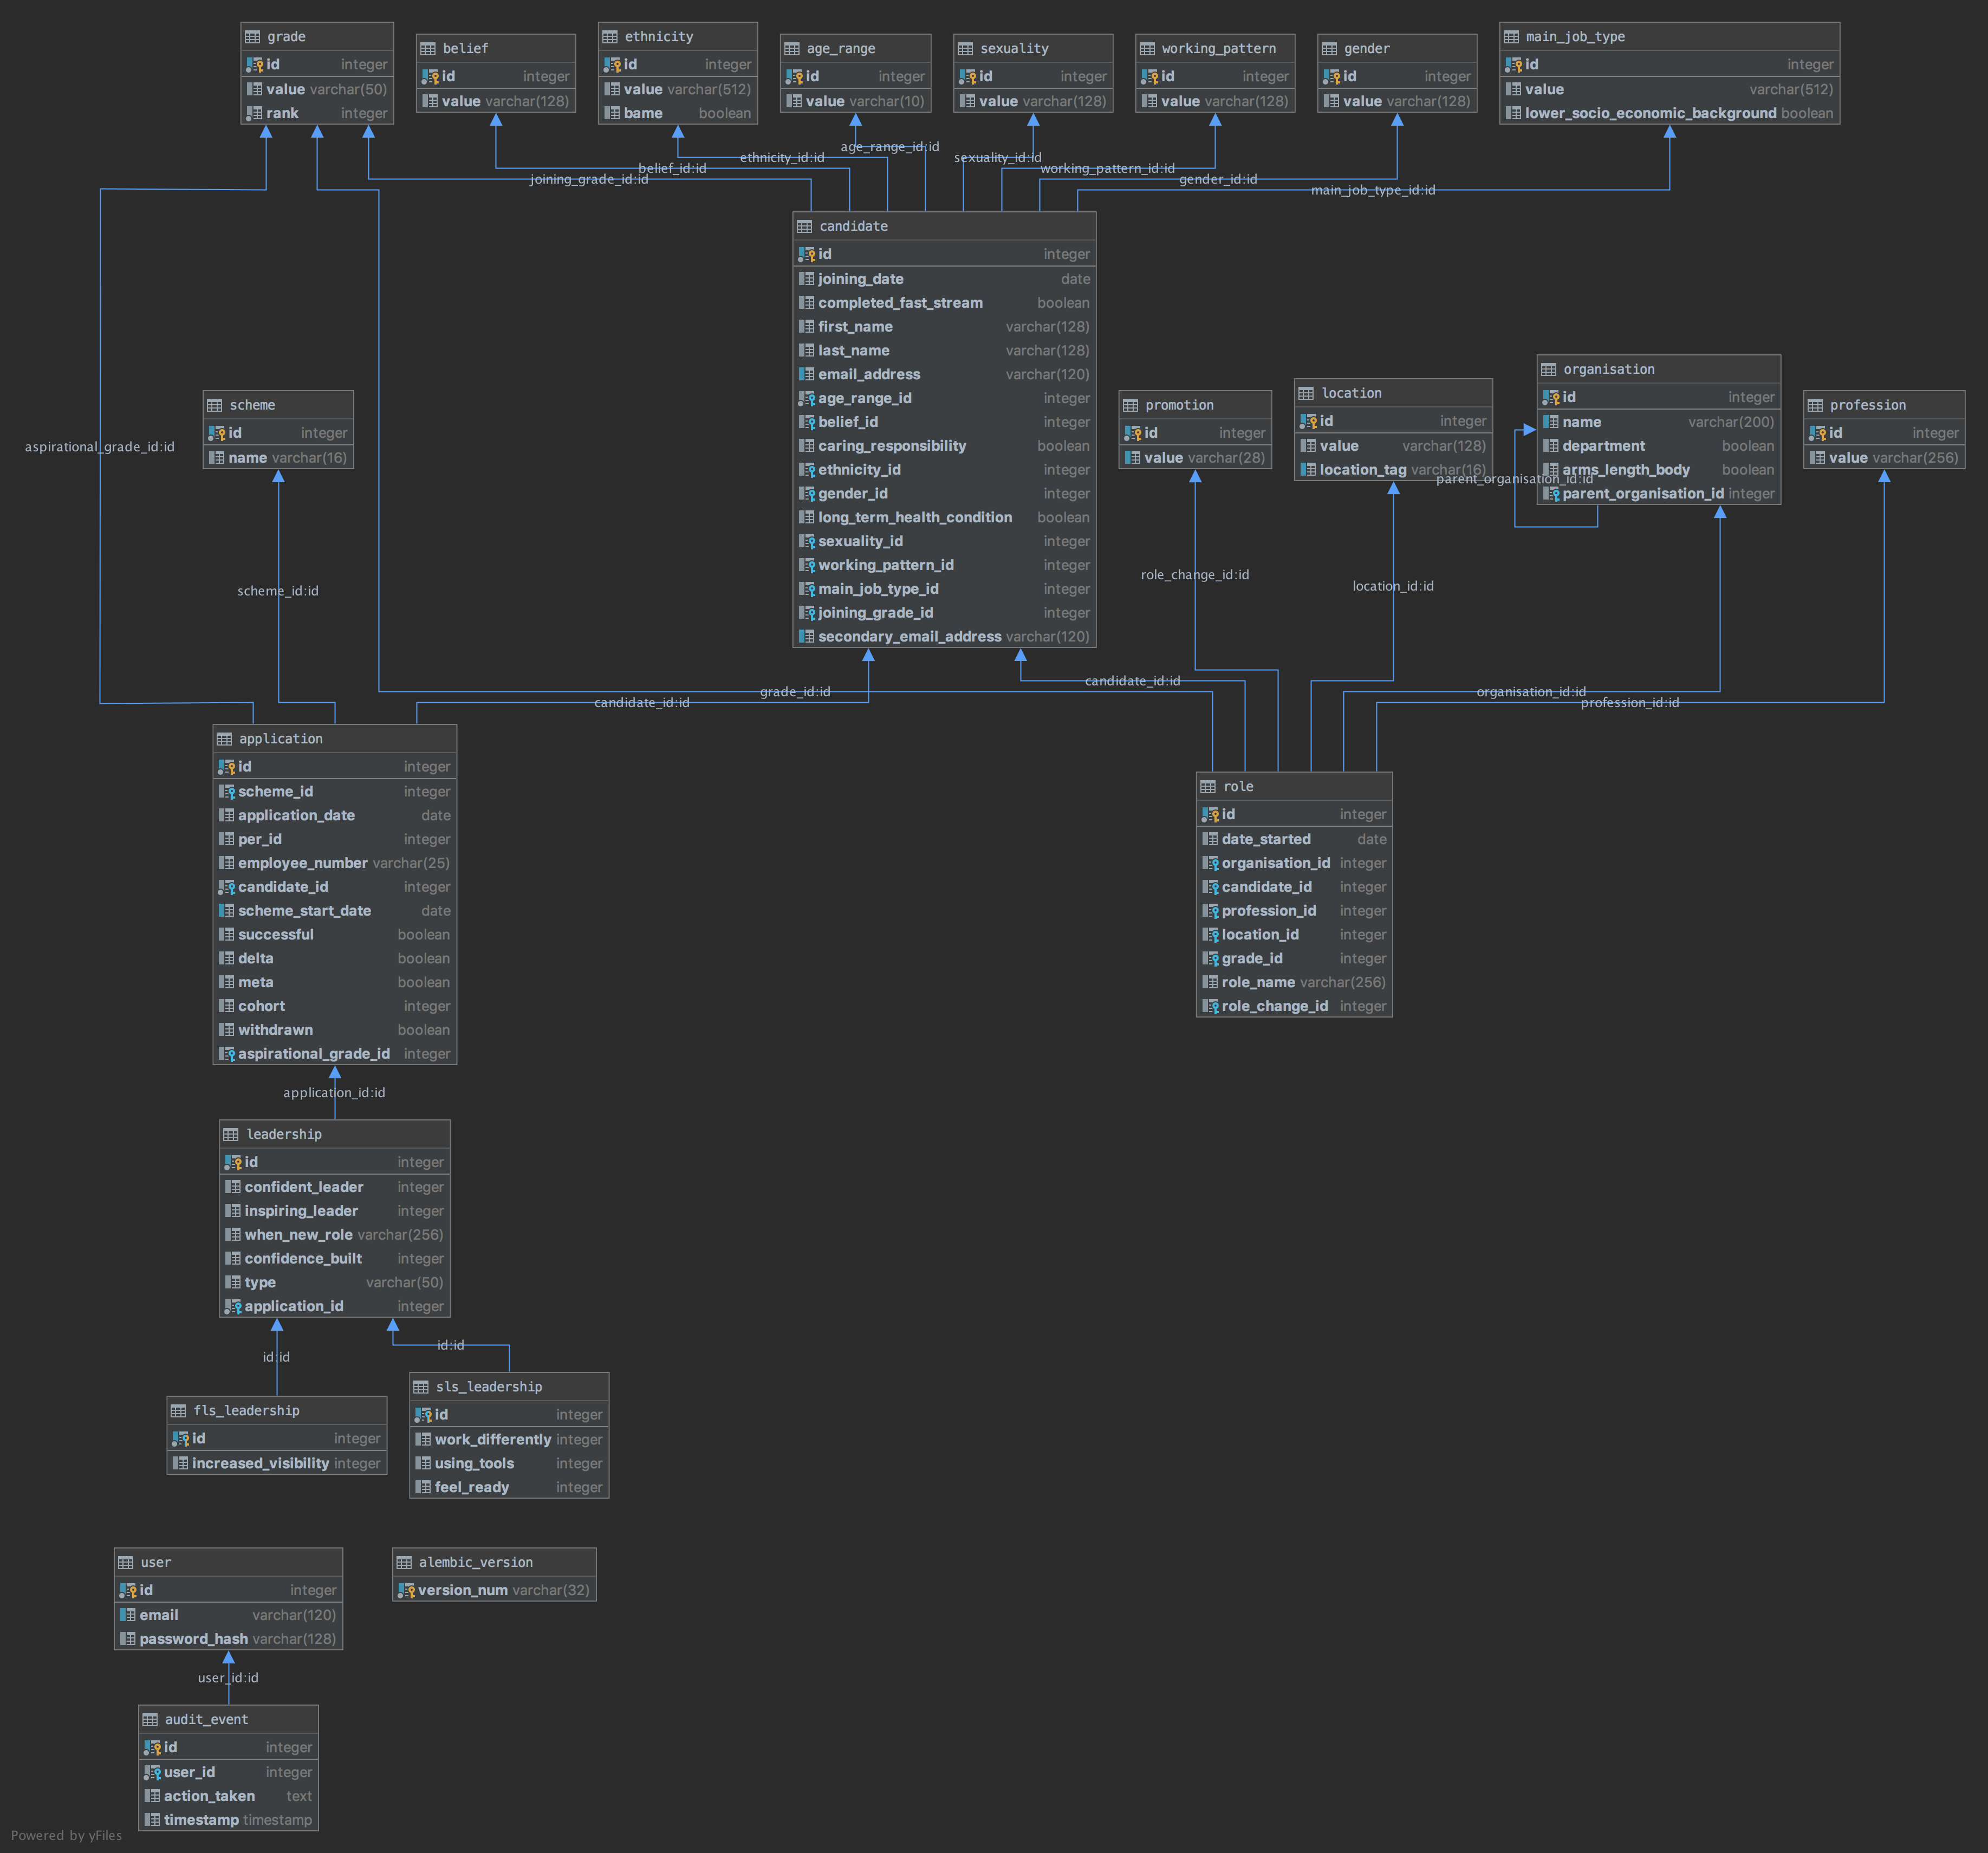 grade
id integer
value varchar(50)
rank integer
belief
id integer
value varchar(128)
ethnicity
id integer
value varchar(512)
bame boolean
age_range
id integer
value varchar(10)
sexuality
id integer
value varchar(128)
working_pattern
id integer
value varchar(128)
gender
id integer
value varchar(128)
main_job_type
id integer
value varchar(512)
lower_socio_economic_background boolean
joining_grade_id:id
belief_id:id
ethnicity_id:id
age_range_id:id
sexuality_id:id
working_pattern_id:id
gender_id:id
main_job_type_id:id
candidate
id integer
joining_date date
completed_fast_stream boolean
first_name varchar(128)
last_name varchar(128)
email_address varchar(120)
age_range_id integer
belief_id integer
caring_responsibility boolean
ethnicity_id integer
gender_id integer
long_term_health_condition boolean
sexuality_id integer
working_pattern_id integer
main_job_type_id integer
joining_grade_id integer
secondary_email_address varchar(120)
aspirational_grade_id:id
scheme
id integer
name varchar(16)
scheme_id:id
promotion
id integer
value varchar(28)
location
id integer
value varchar(128)
location_tag varchar(16)
organisation
id integer
name varchar(200)
department boolean
arms_length_body boolean
parent_organisation_id integer
parent_organisation_id:id
profession
id integer
value varchar(256)
role_change_id:id
location_id:id
candidate_id:id
grade_id:id
candidate_id:id
organisation_id:id
profession_id:id
application
id integer
scheme_id integer
application_date date
per_id integer
employee_number varchar(25)
candidate_id integer
scheme_start_date date
successful boolean
delta boolean
meta boolean
cohort integer
withdrawn boolean
aspirational_grade_id integer
role
id integer
date_started date
organisation_id integer
candidate_id integer
profession_id integer
location_id integer
grade_id integer
role_name varchar(256)
role_change_id integer
application_id:id
leadership
id integer
confident_leader integer
inspiring_leader integer
when_new_role varchar(256)
confidence_built integer
type varchar(50)
application_id integer
id:id
id:id
fls_leadership
id integer
increased_visibility integer
sls_leadership
id integer
work_differently integer
using_tools integer
feel_ready integer
user
id integer
email varchar(120)
password_hash varchar(128)
alembic_version
version_num varchar(32)
user_id:id
audit_event
id integer
user_id integer
action_taken text
timestamp timestamp
Powered by yFiles